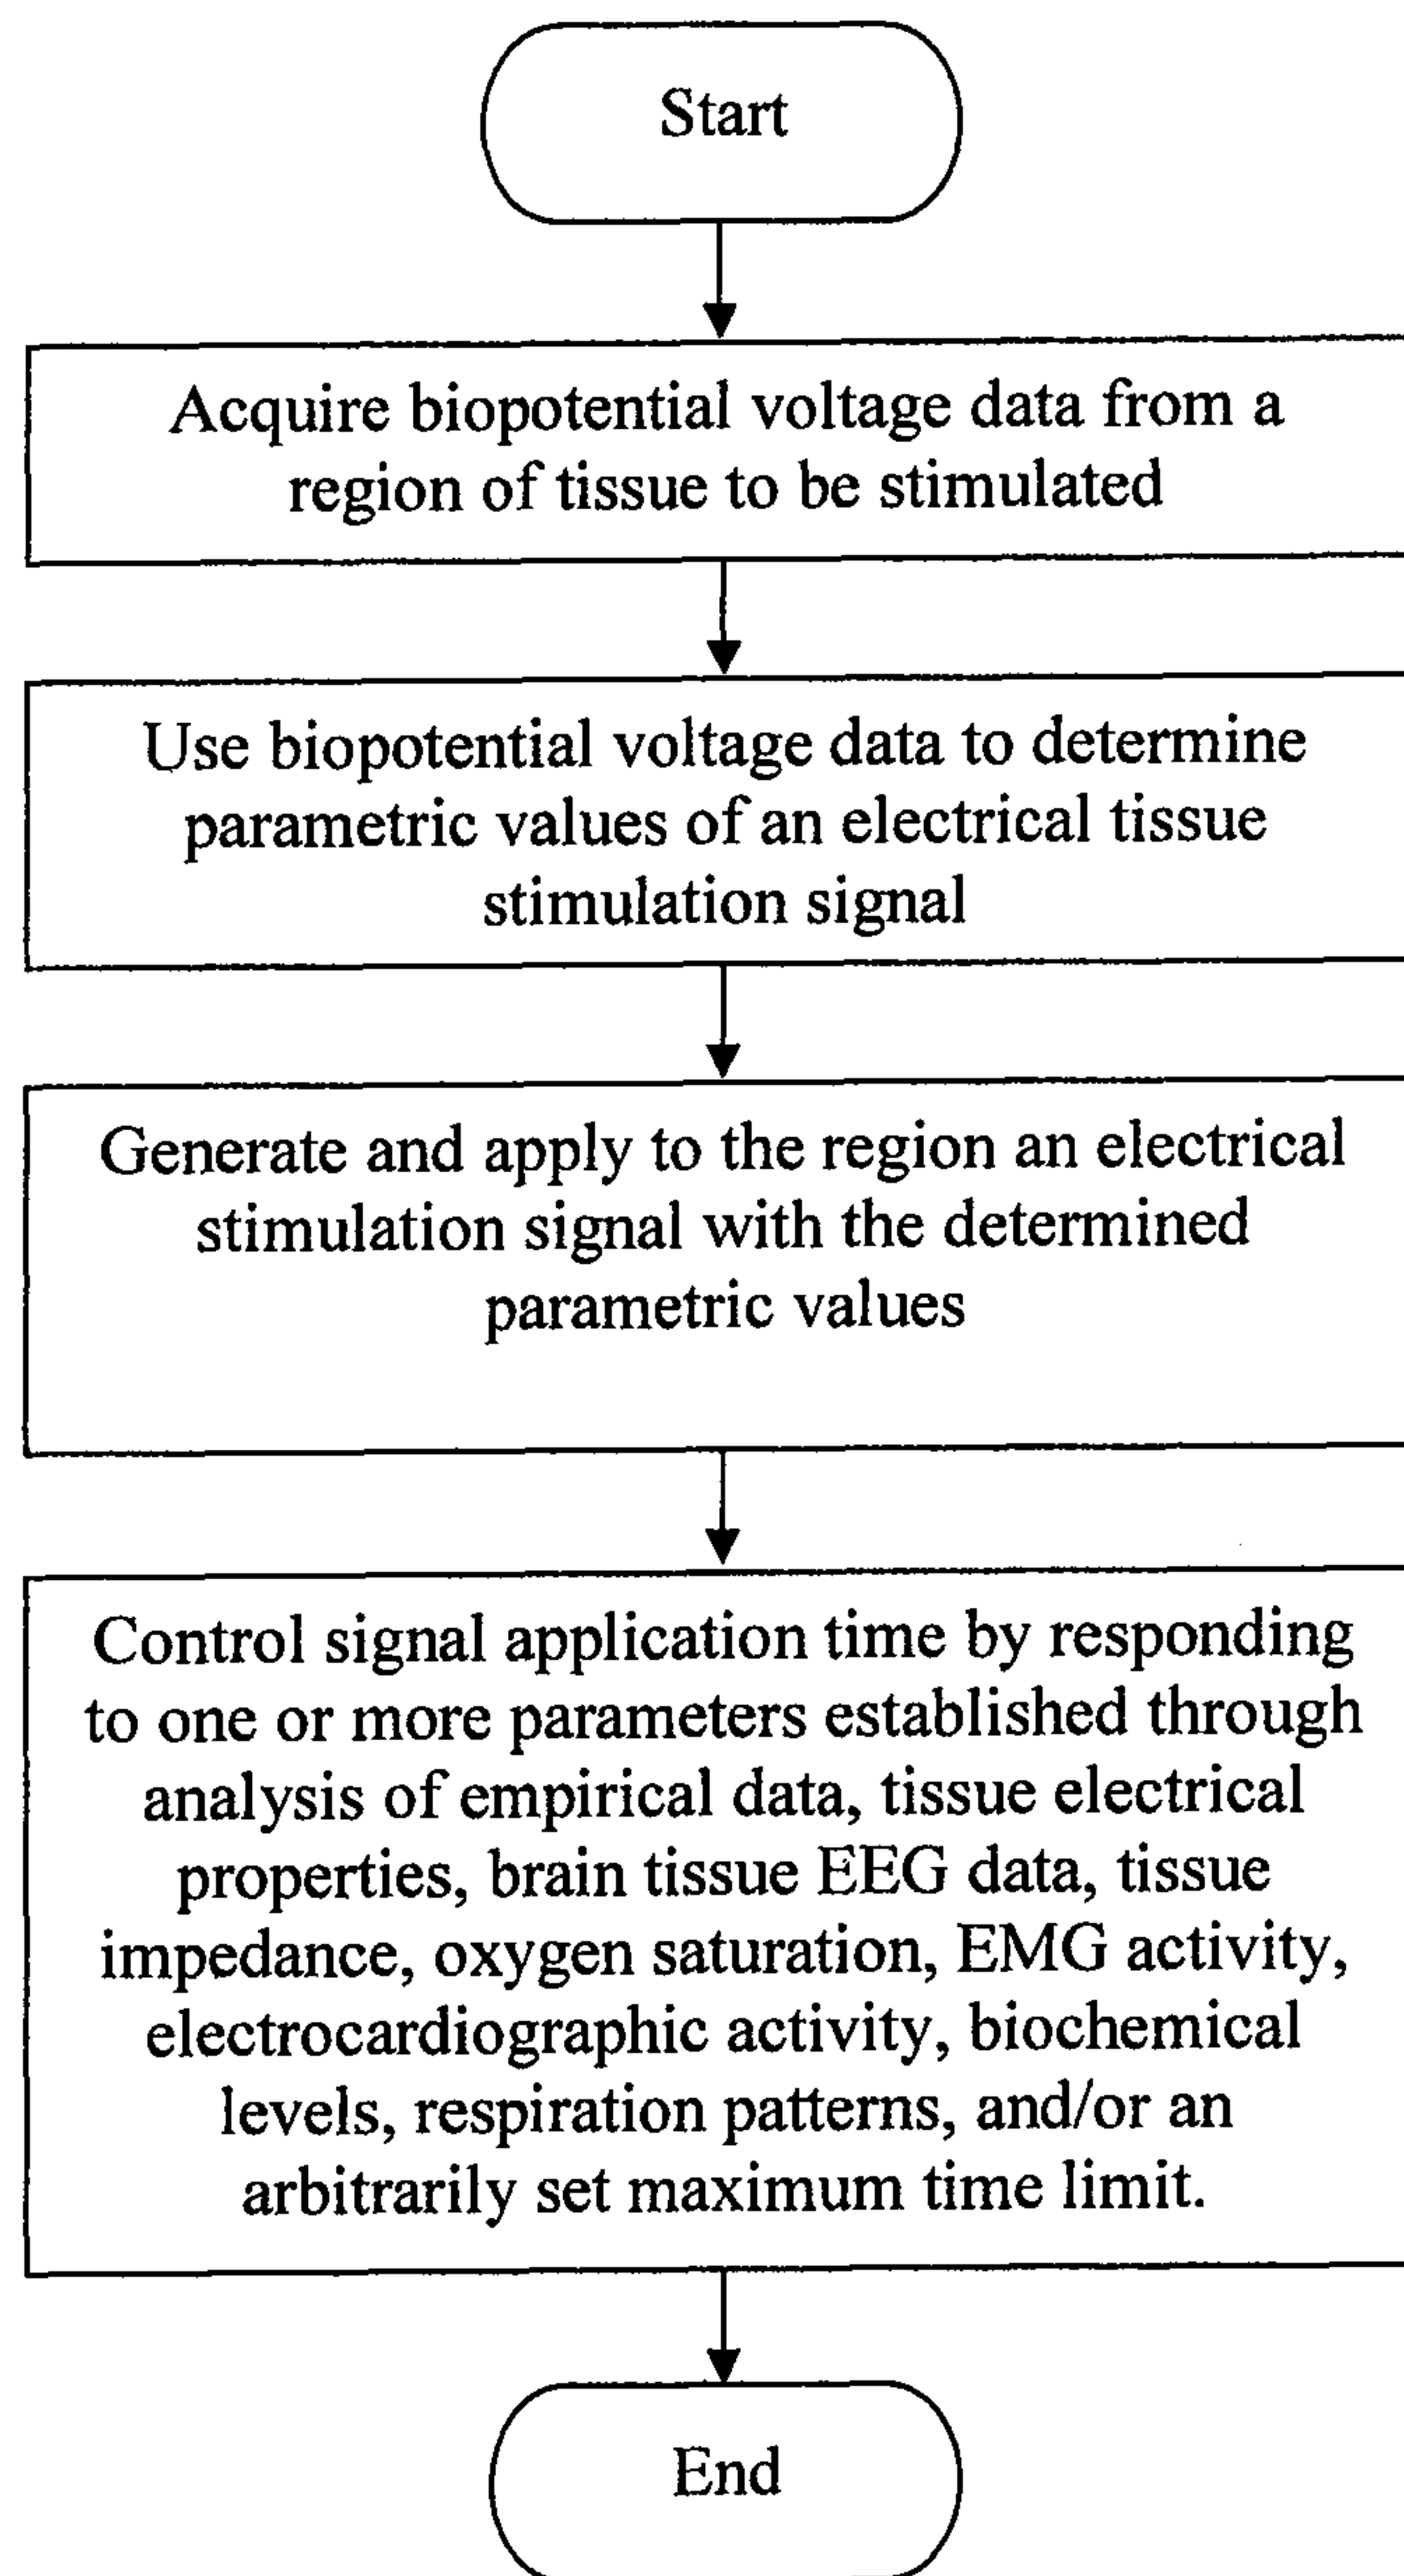 Start
Acquire biopotential voltage data from a
region of tissue to be stimulated
Use biopotential voltage data to determine
parametric values of an electrical tissue
stimulation signal
Generate and apply to the region an electrical
stimulation signal with the determined
parametric values
Control signal application time by responding
to one or more parameters established through
analysis of empirical data, tissue electrical
properties, brain tissue EEG data, tissue
impedance, oxygen saturation, EMG activity,
electrocardiographic activity, biochemical
levels, respiration patterns, and/or an
arbitrarily set maximum time limit.
End